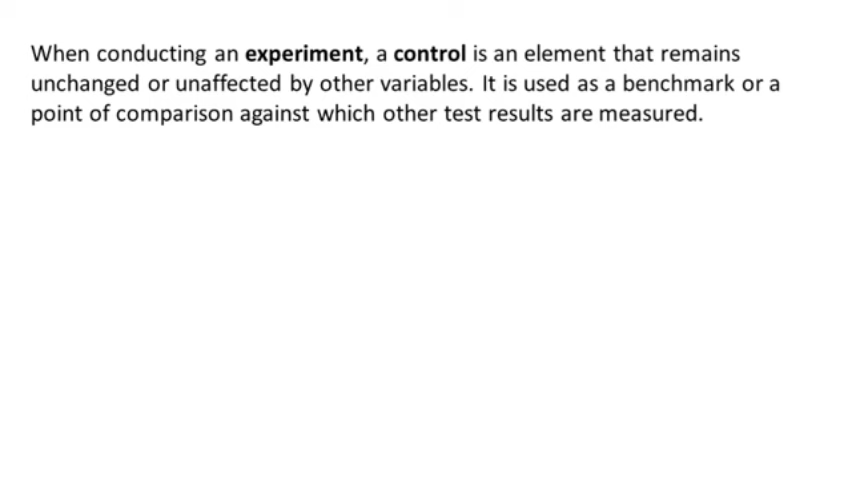 When conducting an experiment, a control is an element that remains
unchanged or unaffected by other variables. It is used as a benchmark or a
point of comparison against which other test results are measured.